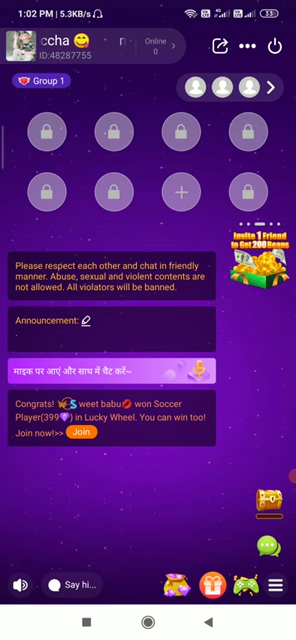 1:02 PM | 5.3KB/s
33
ccha 😋 n
Online
0
ID:48287755
Group 1
Invite 1 Friend
to Get 200 Beans
Please respect each other and chat in friendly
manner. Abuse, sexual and violent contents are
not allowed. All violators will be banned.
Announcement:
माइक पर आएं और साथ में चैट करें~
Congrats! S weet babu💋 won Soccer
Player(399💎) in Lucky Wheel. You can win too!
Join now!>> Join
Say hi...